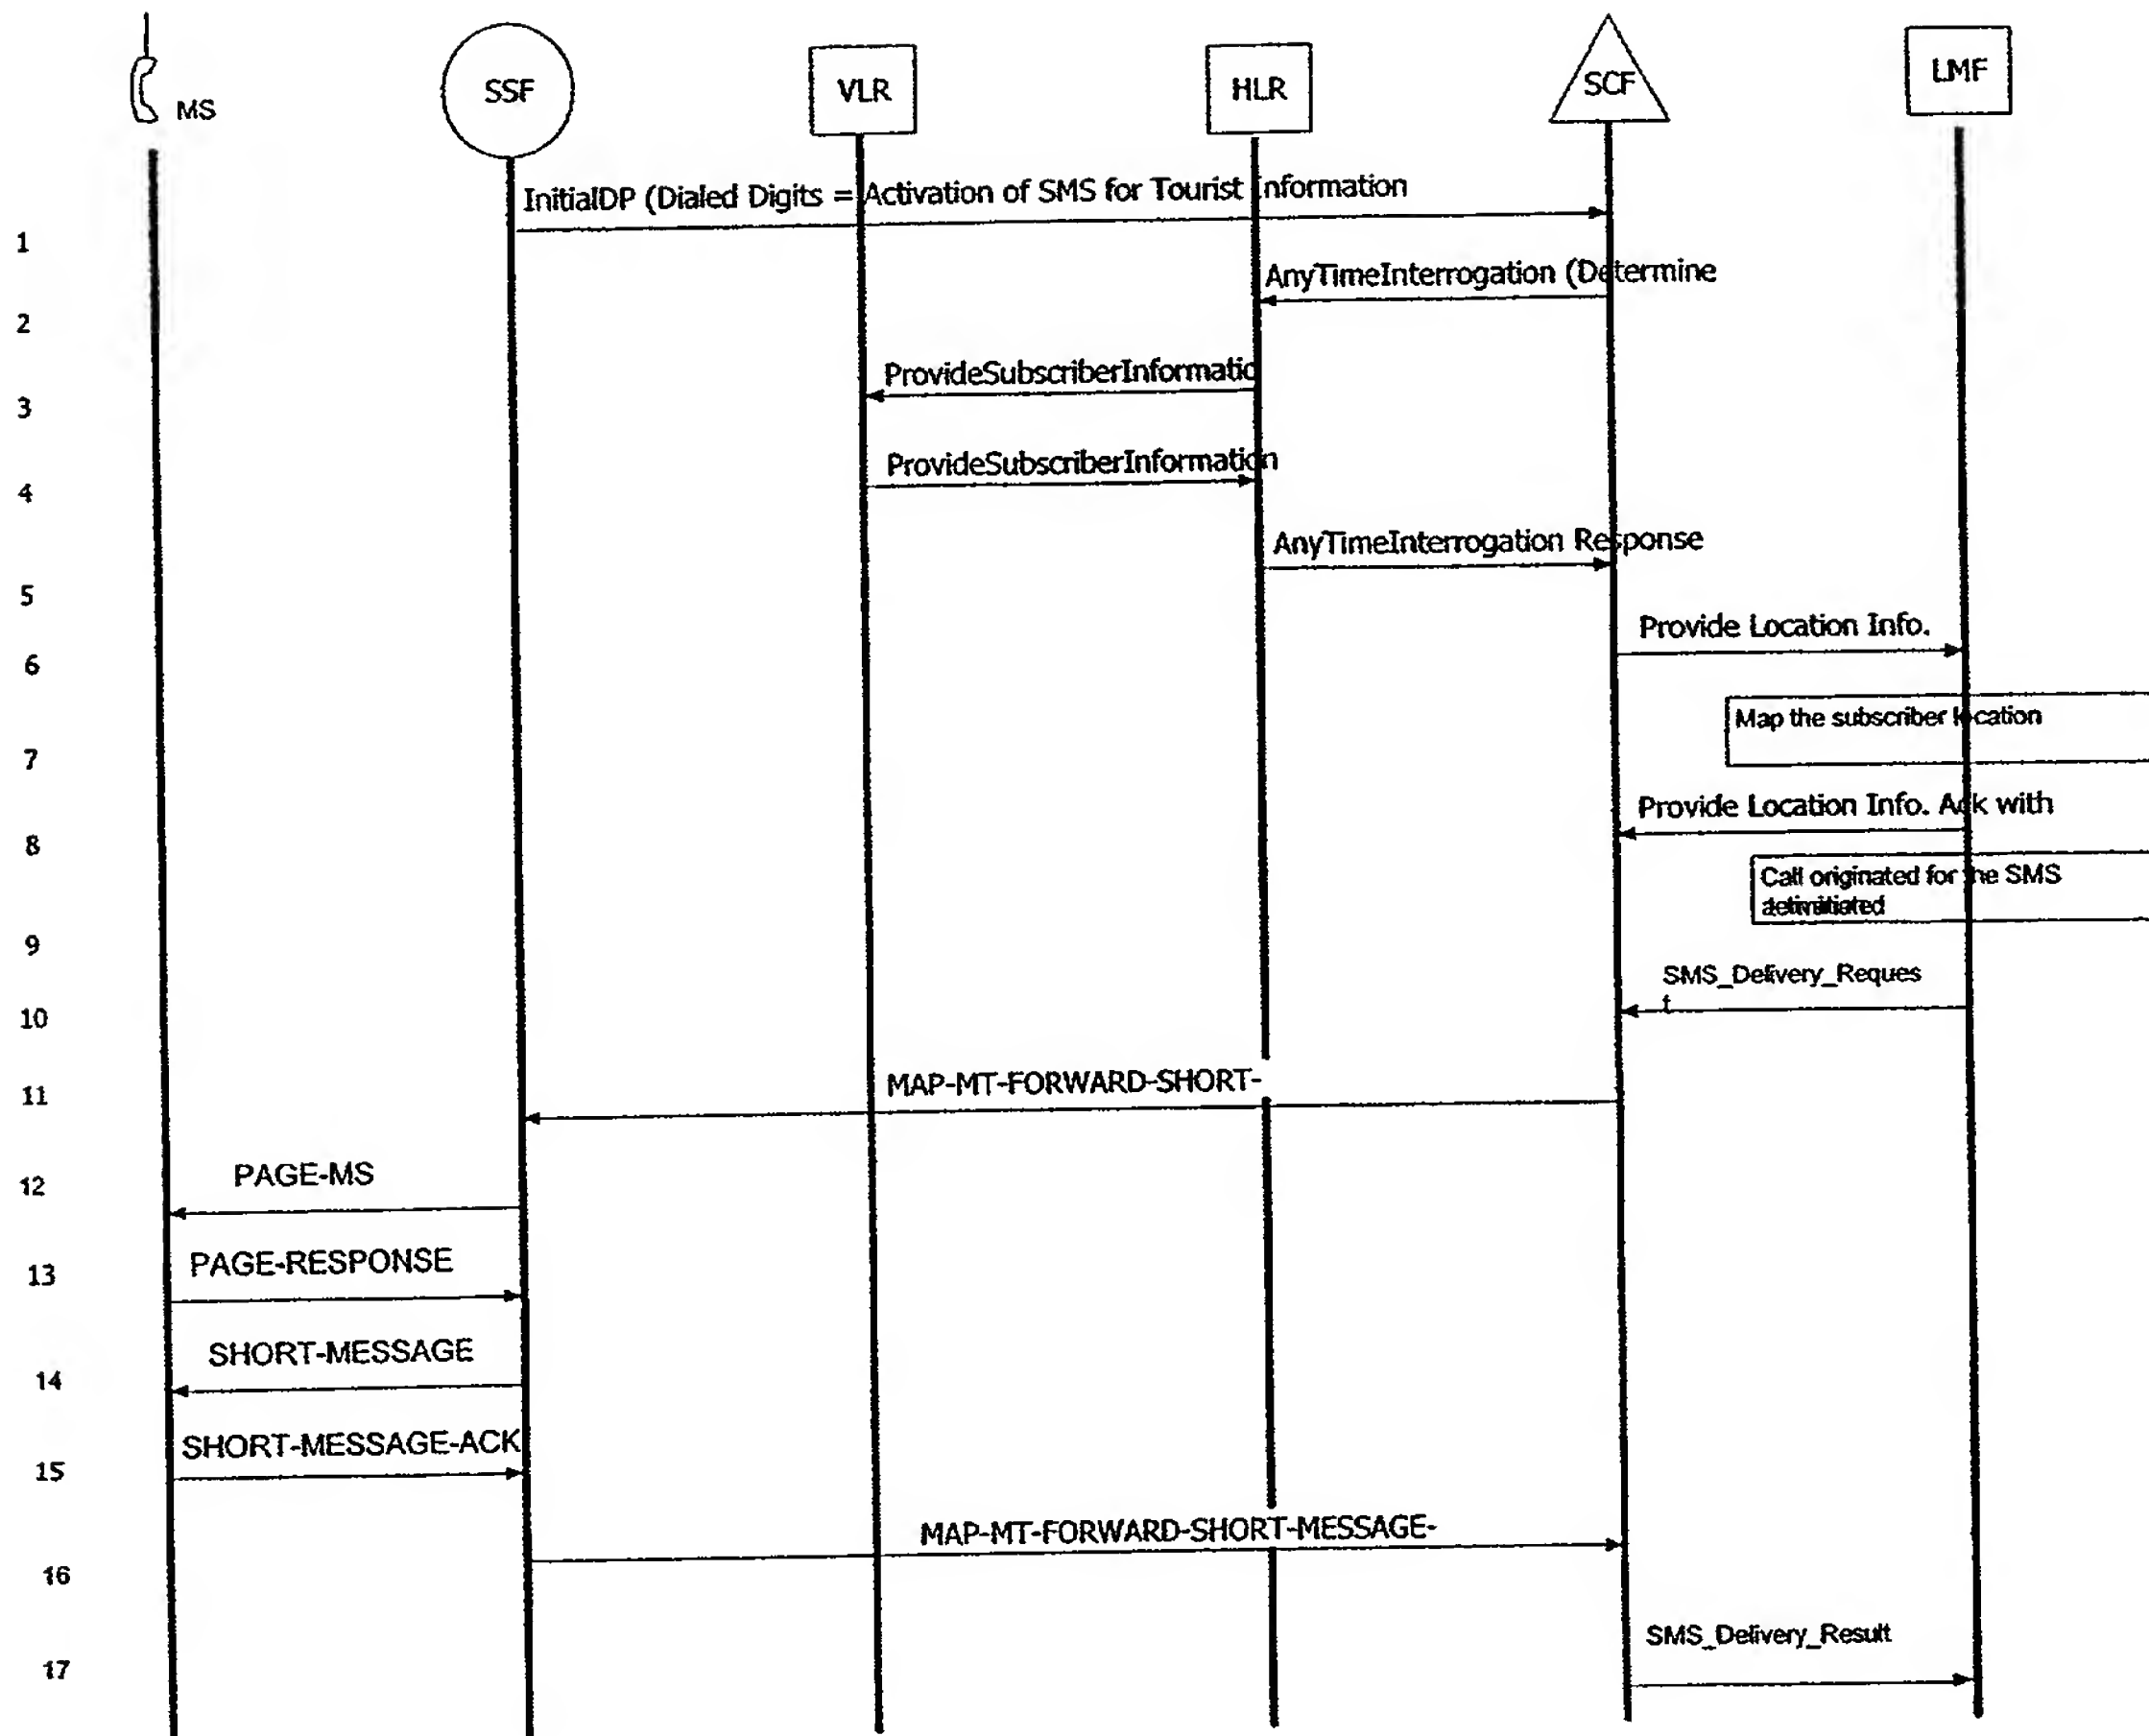 MS
SSF
VLR
HLR
SCF
LMF
InitialDP (Dialed Digits = Activation of SMS for Tourist Information
1
AnyTimeInterrogation (Determine
2
ProvideSubscriberInformatio
3
ProvideSubscriberInformation
4
AnyTimeInterrogation Response
5
Provide Location Info.
6
Map the subscriber location
7
Provide Location Info. Ack with
8
Call originated for the SMS
9
SMS_Delivery_Reques
t
10
MAP-MT-FORWARD-SHORT-
11
PAGE-MS
12
PAGE-RESPONSE
13
SHORT-MESSAGE
14
SHORT-MESSAGE-ACK
15
MAP-MT-FORWARD-SHORT-MESSAGE-
16
SMS_Delivery_Result
17